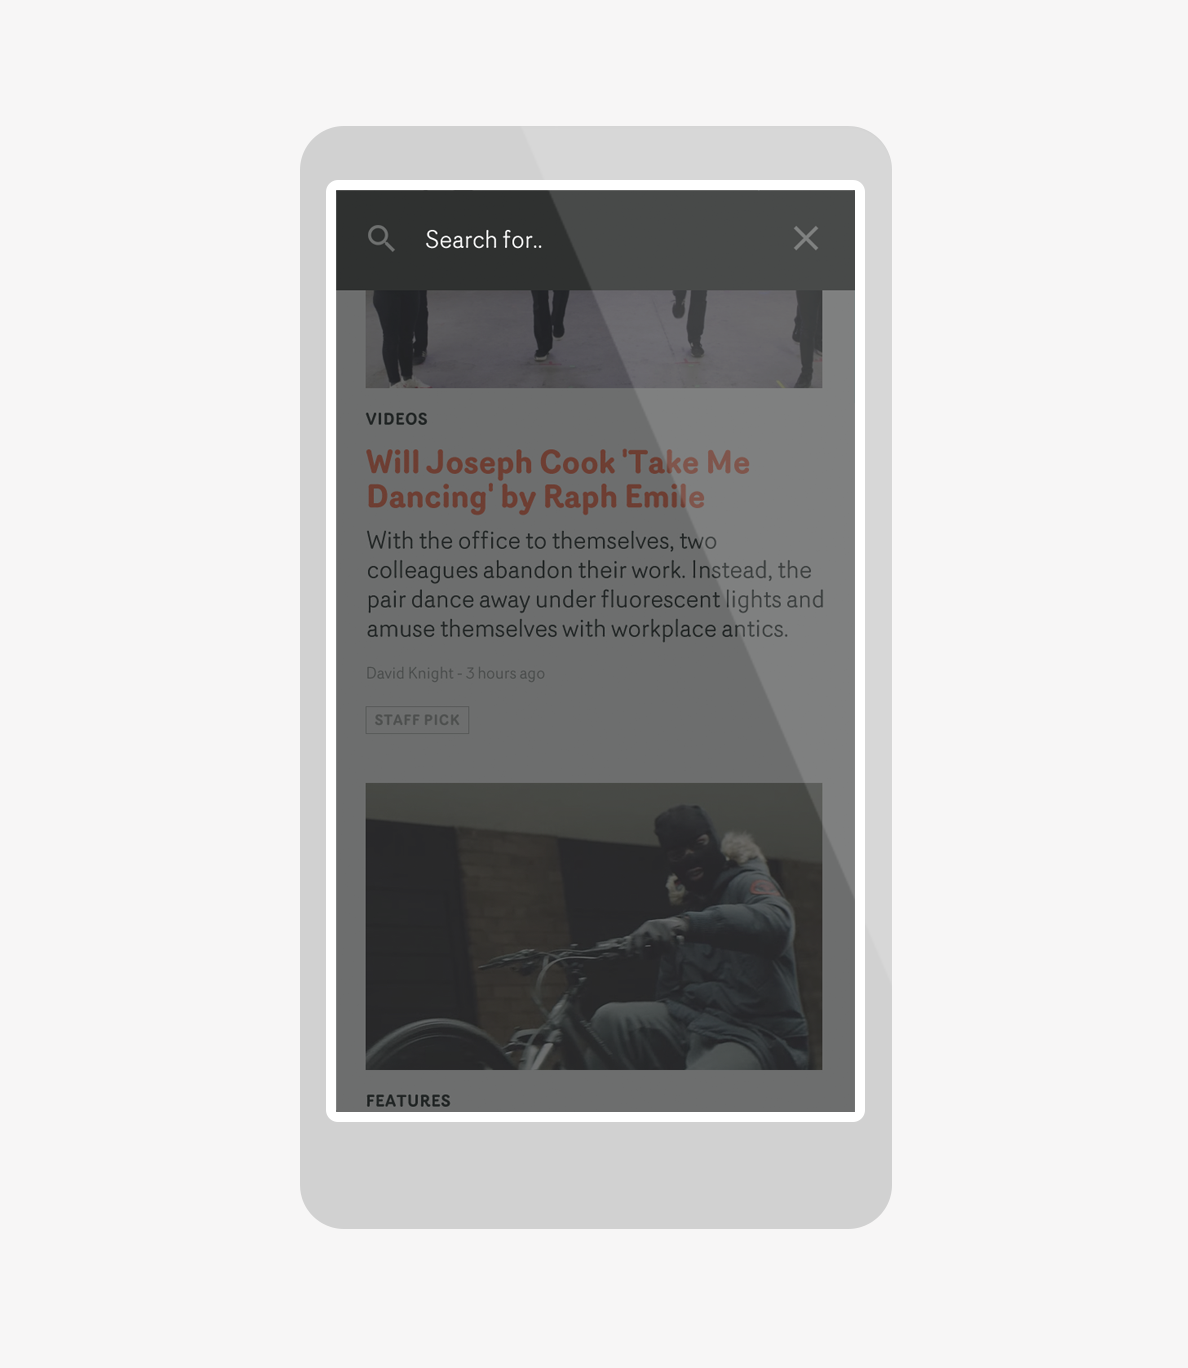 Search for..
VIDEOS
Will Joseph Cook 'Take Me
Dancing' by Raph Emile
With the office to themselves, two
colleagues abandon their work. Instead, the
pair dance away under fluorescent lights and
amuse themselves with workplace antics.
David Knight - 3 hours ago
STAFF PICK
FEATURES